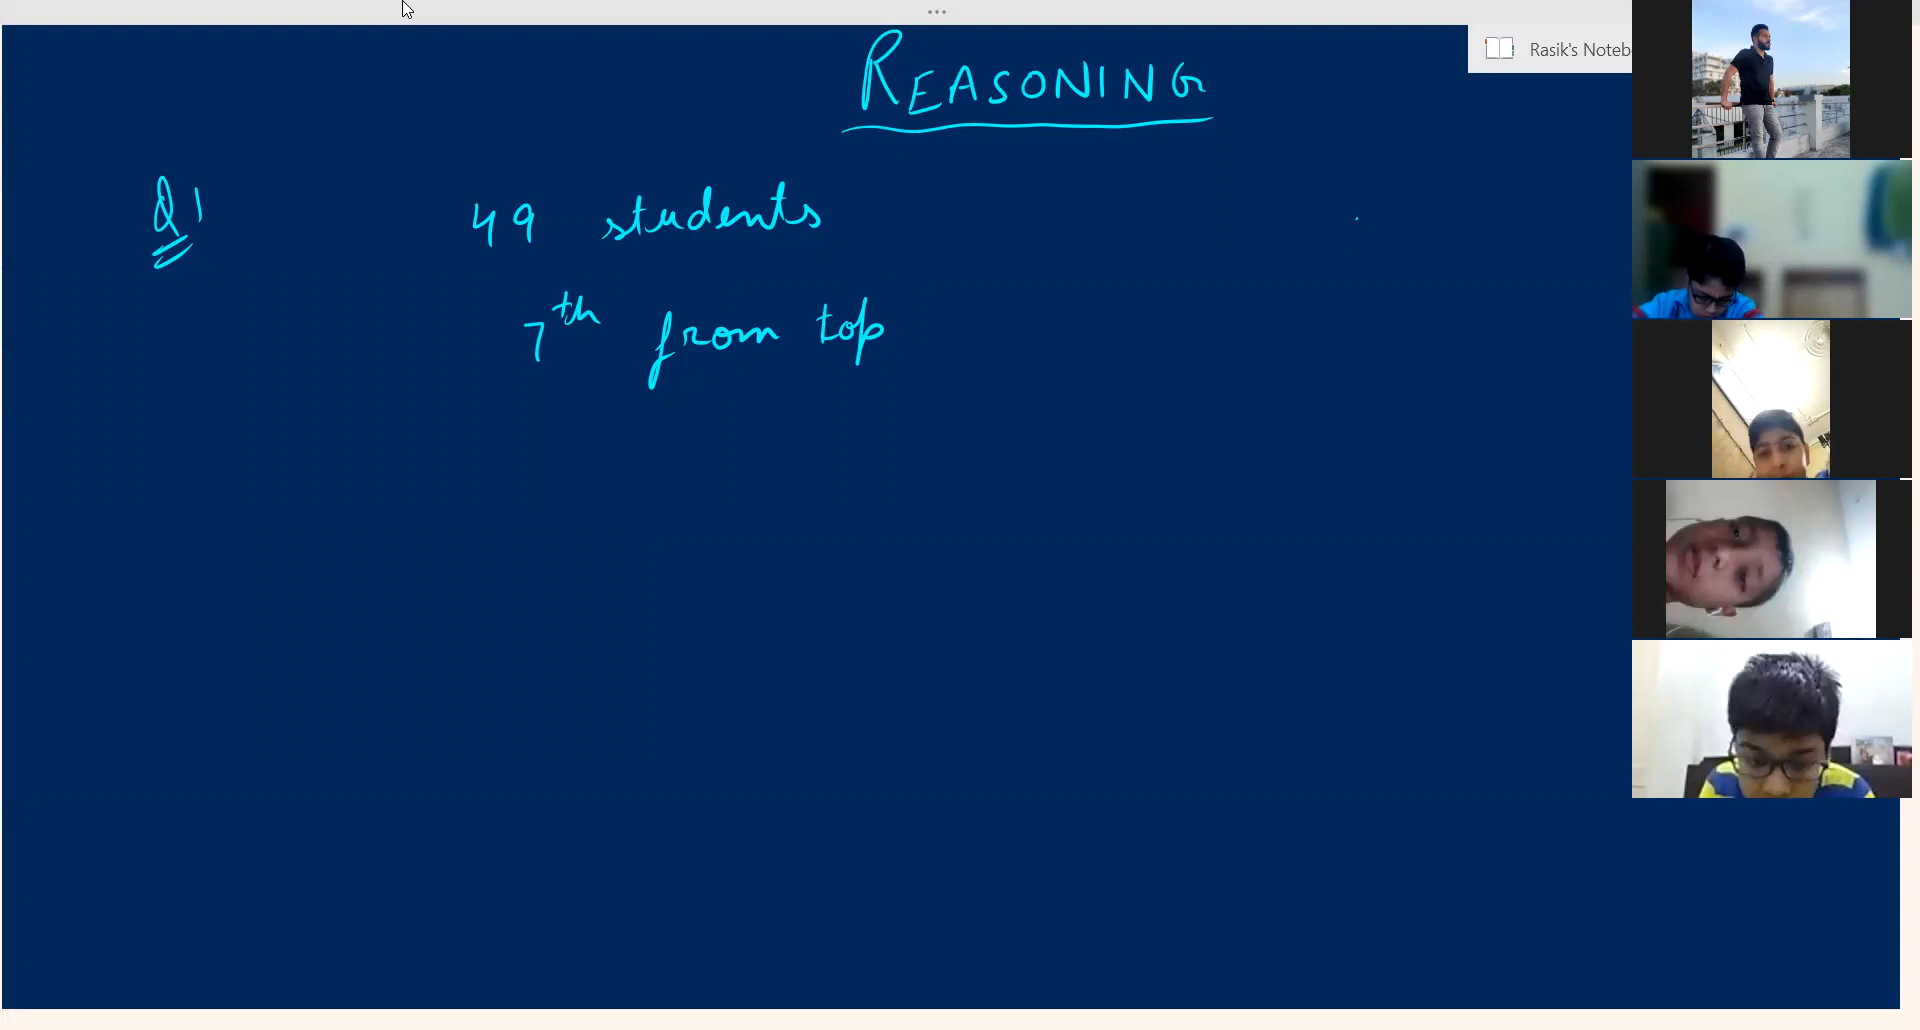 REASONING
Rasik's Noteb
Q1
49 students
7th from top